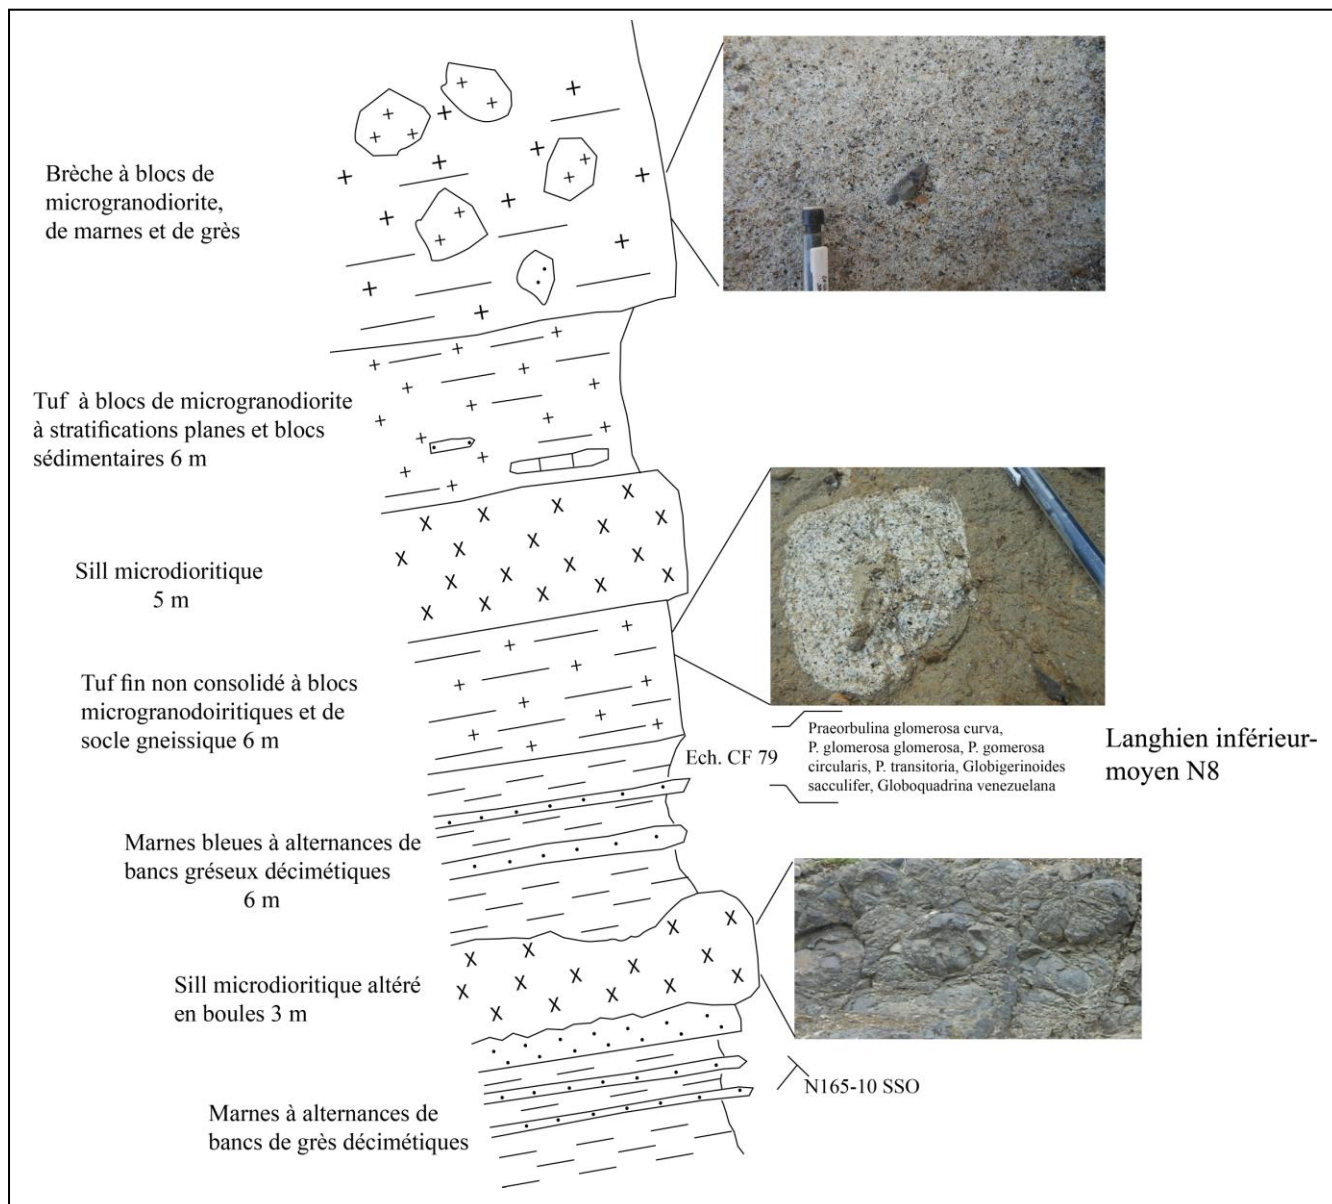 Brèche à blocs de
microgranodiorite,
de marnes et de grès
Tuf à blocs de microgranodiorite
à stratifications planes et blocs
sédimentaires 6 m
Sill microdioritique
5 m
Tuf fin non consolidé à blocs
microgranodoiritiques et de
socle gneissique 6 m
Ech. CF 79
Praeorbulina glomerosa curva,
P. glomerosa glomerosa, P. gomerosa
circularis, P. transitoria, Globigerinoides
sacculifer, Globoquadrina venezuelana
Langhien inférieur-
moyen N8
Marnes bleues à alternances de
bancs gréseux décimétiques
6 m
Sill microdioritique altéré
en boules 3 m
N165-10 SSO
Marnes à alternances de
bancs de grès décimétiques